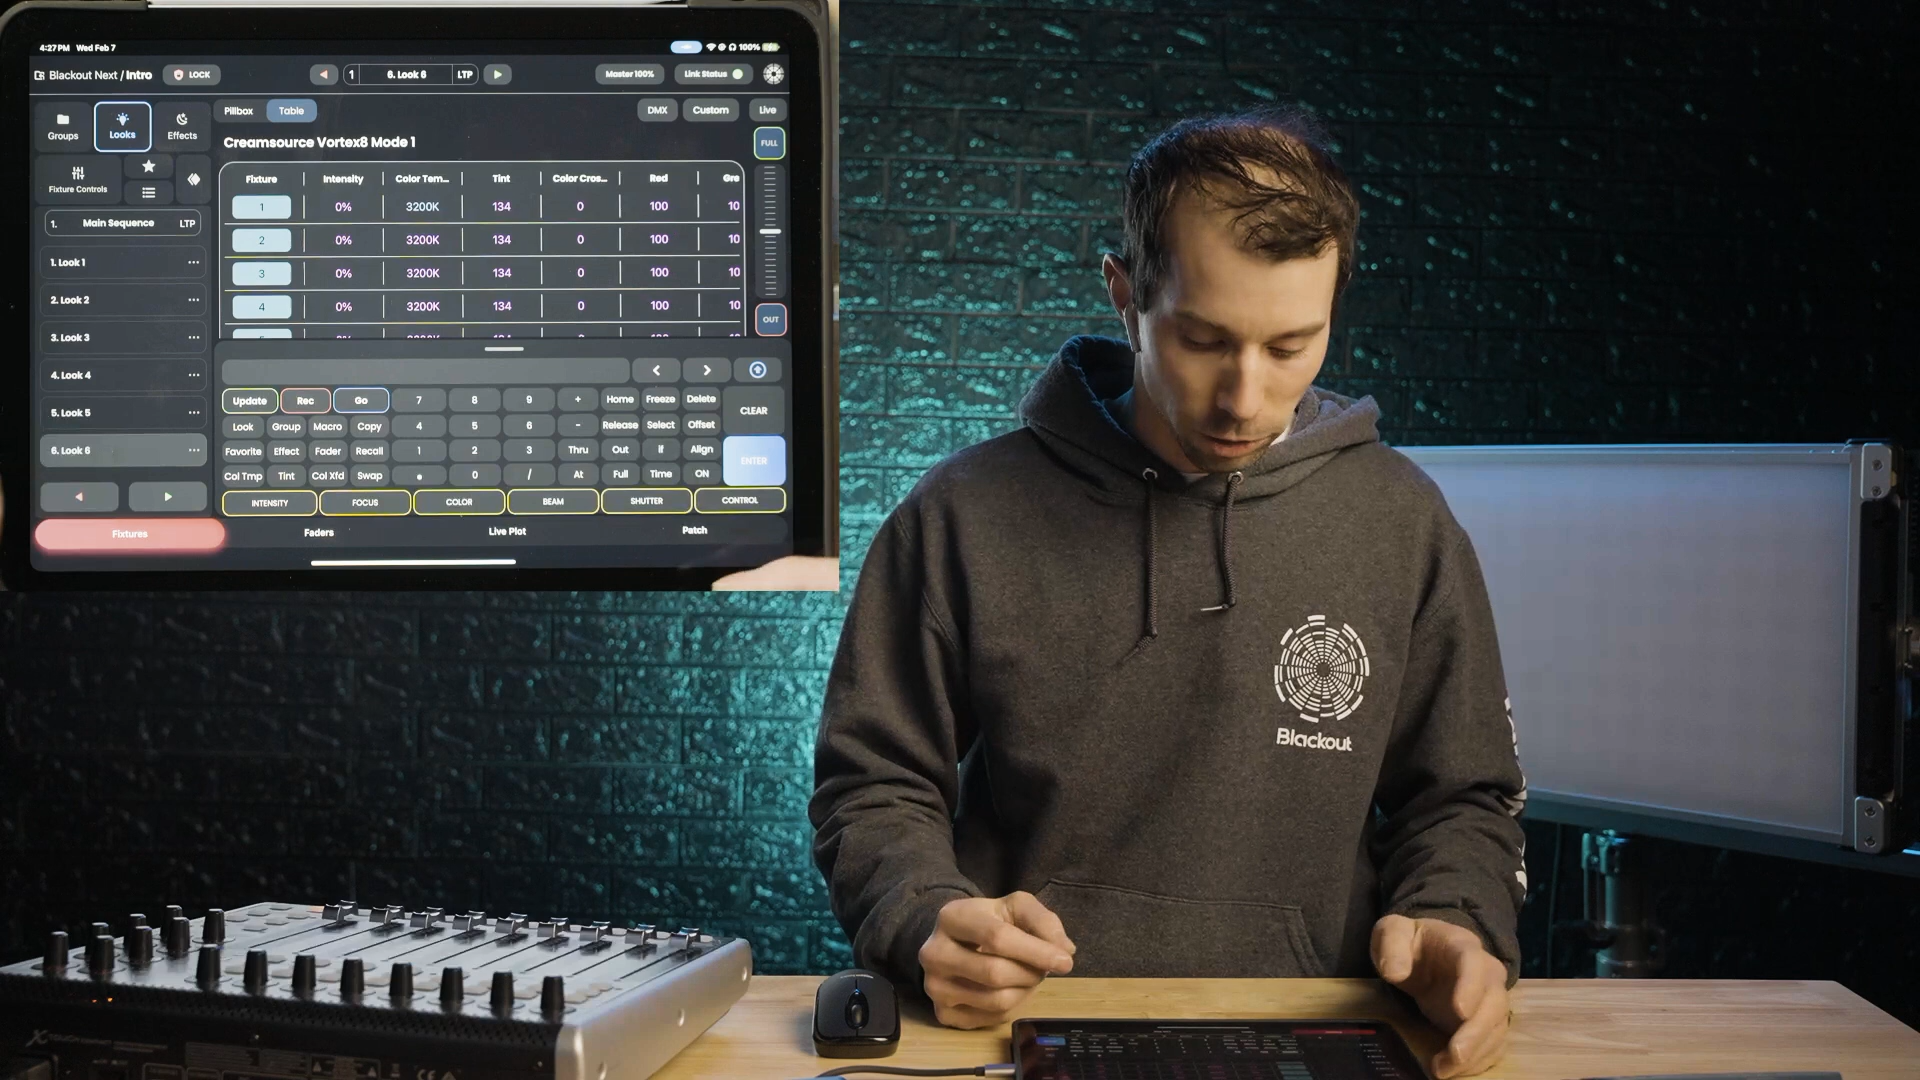 4:27 PM Wed Feb 7
100%
Blackout Next / Intro
LOCK
1
6. Look 6
LTP
Master 100%
Link Status
Groups
Looks
Effects
Pillbox
Table
DMX
Custom
Live
Creamsource Vortex8 Mode 1
FULL
Fixture Controls
Fixture Intensity Color Tem... Tint Color Cros... Red Gre
1 0% 3200K 134 0 100 10
2 0% 3200K 134 0 100 10
3 0% 3200K 134 0 100 10
4 0% 3200K 134 0 100 10
OUT
1. Main Sequence LTP
1. Look 1 ...
2. Look 2 ...
3. Look 3 ...
4. Look 4 ...
5. Look 5 ...
6. Look 6 ...
< >
Update Rec Go 7 8 9 + Home Freeze Delete
CLEAR
Look Group Macro Copy 4 5 6 - Release Select Offset
Favorite Effect Fader Recall 1 2 3 Thru Out If Align
ENTER
Col Tmp Tint Col Xfd Swap . 0 / At Full Time ON
INTENSITY FOCUS COLOR BEAM SHUTTER CONTROL
Fixtures Faders Live Plot Patch
Blackout